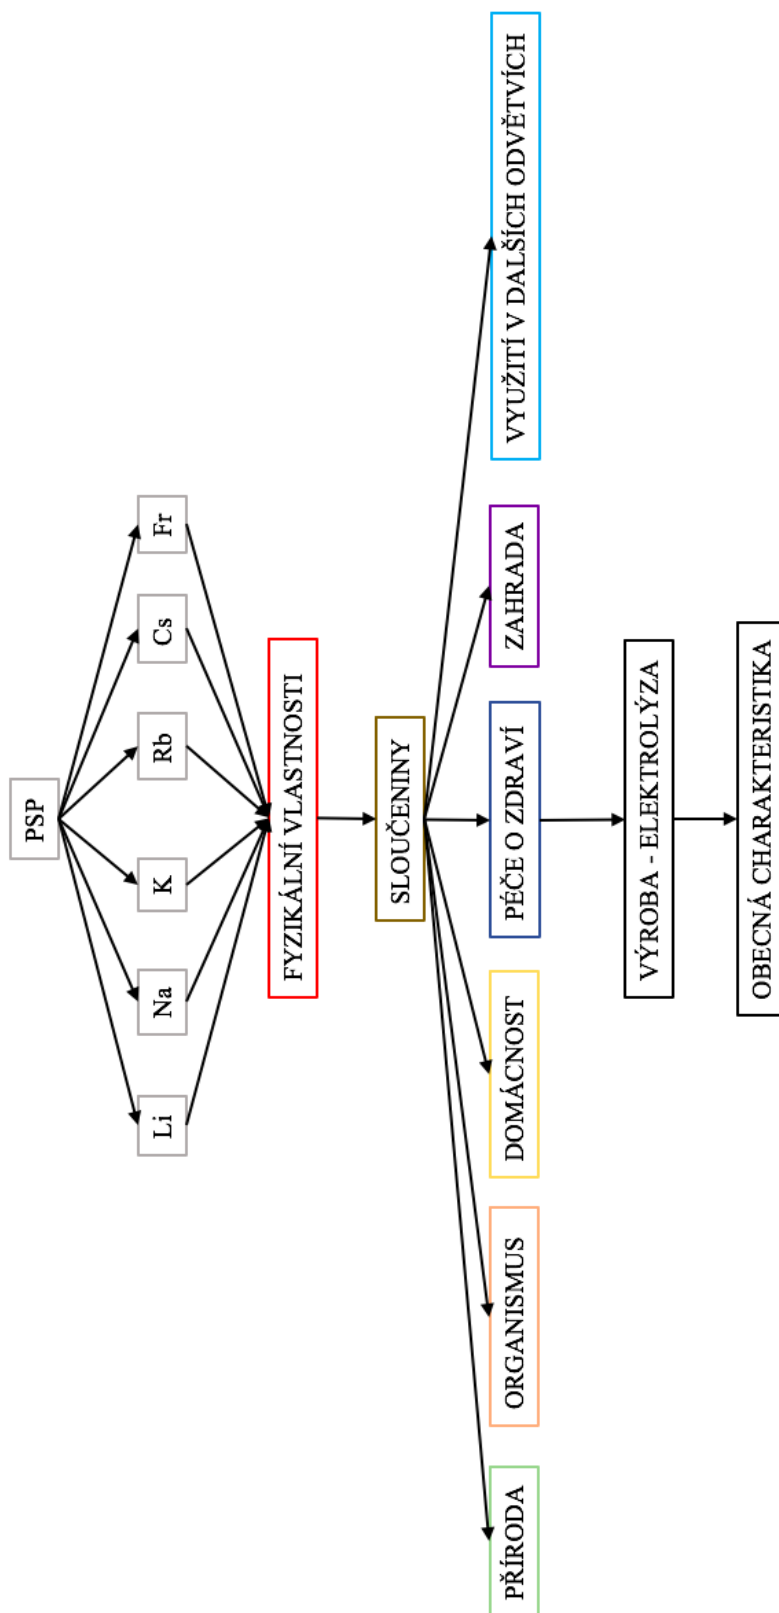 PSP
Li
Na
K
Rb
Cs
Fr
FYZIKÁLNÍ VLASTNOSTI
SLOUČENINY
PŘÍRODA
ORGANISMUS
DOMÁCNOST
PÉČE O ZDRAVÍ
ZAHRADA
VYUŽITÍ V DALŠÍCH ODVĚTVÍCH
VÝROBA - ELEKTROLÝZA
OBECNÁ CHARAKTERISTIKA